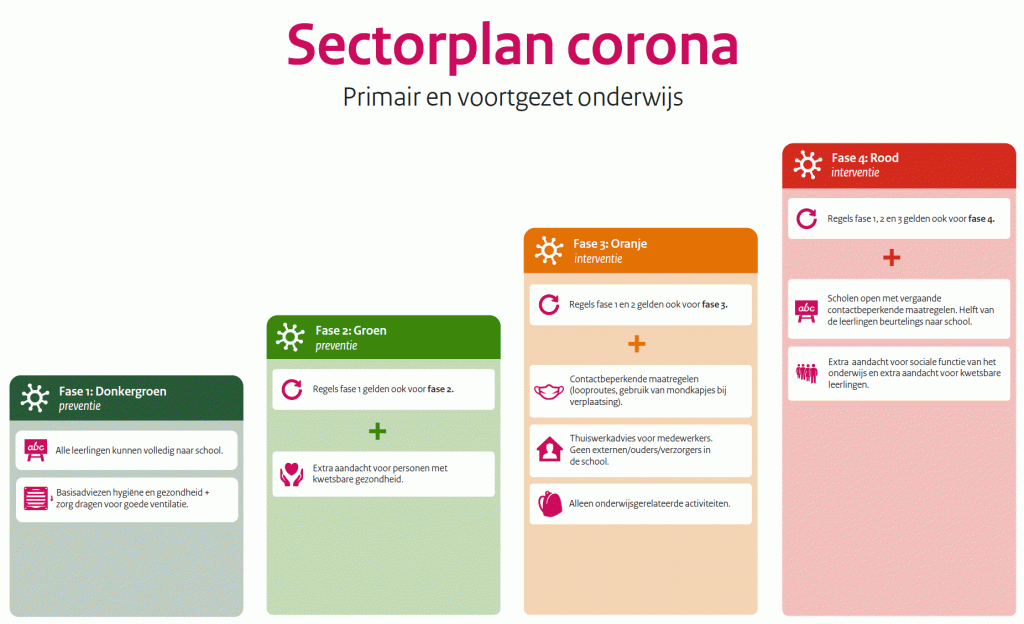 Sectorplan corona
Primair en voortgezet onderwijs
Fase 1: Donkergroen
preventie
abc
Alle leerlingen kunnen volledig naar school.
Basisadviezen hygiëne en gezondheid +
zorg dragen voor goede ventilatie.
Fase 2: Groen
preventie
Regels fase 1 gelden ook voor fase 2.
+
Extra aandacht voor personen met
kwetsbare gezondheid.
Fase 3: Oranje
interventie
Regels fase 1 en 2 gelden ook voor fase 3.
+
Contactbeperkende maatregelen
(looproutes, gebruik van mondkapjes bij
verplaatsing).
Thuiswerkadvies voor medewerkers.
Geen externen/ouders/verzorgers in
de school.
Alleen onderwijsgerelateerde activiteiten.
Fase 4: Rood
interventie
Regels fase 1, 2 en 3 gelden ook voor fase 4.
+
abc
Scholen open met vergaande
contactbeperkende maatregelen. Helft van
de leerlingen beurtelings naar school.
Extra aandacht voor sociale functie van het
onderwijs en extra aandacht voor kwetsbare
leerlingen.